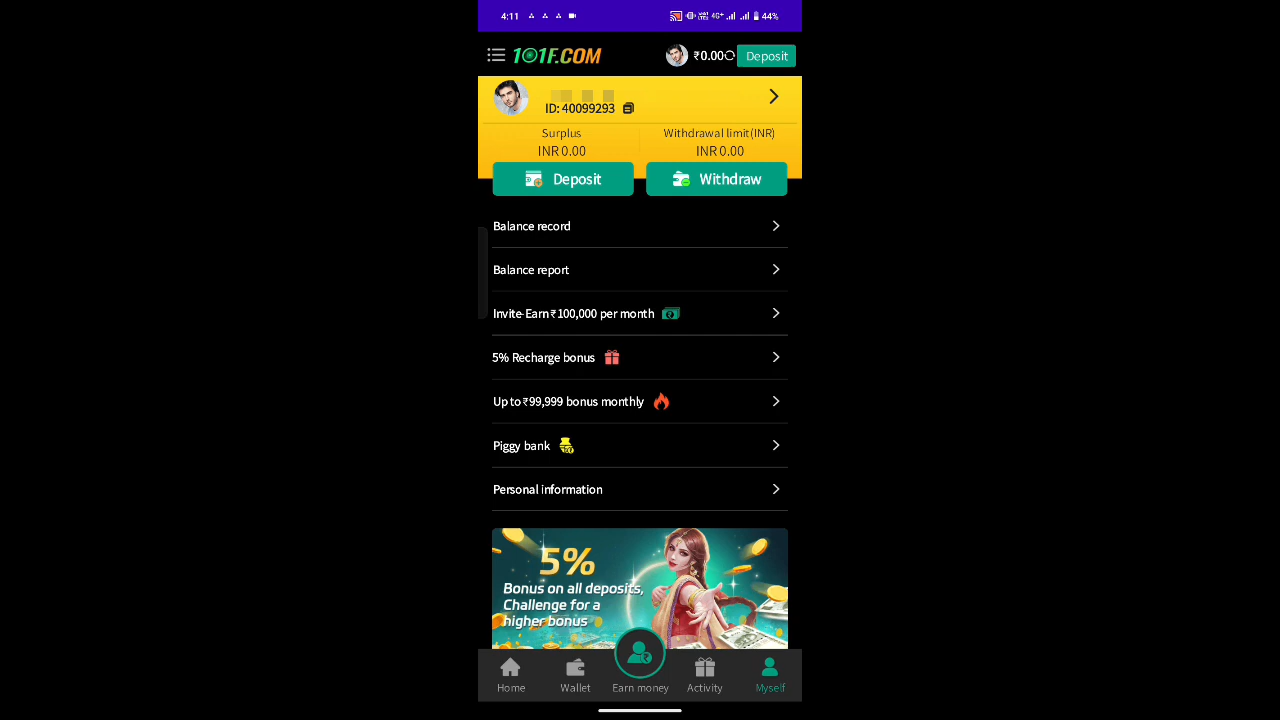 4:11
4G+
44%
101F.COM
₹0.00
Deposit
ID: 40099293
Surplus
Withdrawal limit(INR)
INR 0.00
INR 0.00
Deposit
Withdraw
Balance record
Balance report
Invite-Earn ₹100,000 per month
5% Recharge bonus
Up to ₹99,999 bonus monthly
Piggy bank
Personal information
5%
Bonus on all deposits,
Challenge for a
higher bonus
Home
Wallet
Earn money
Activity
Myself